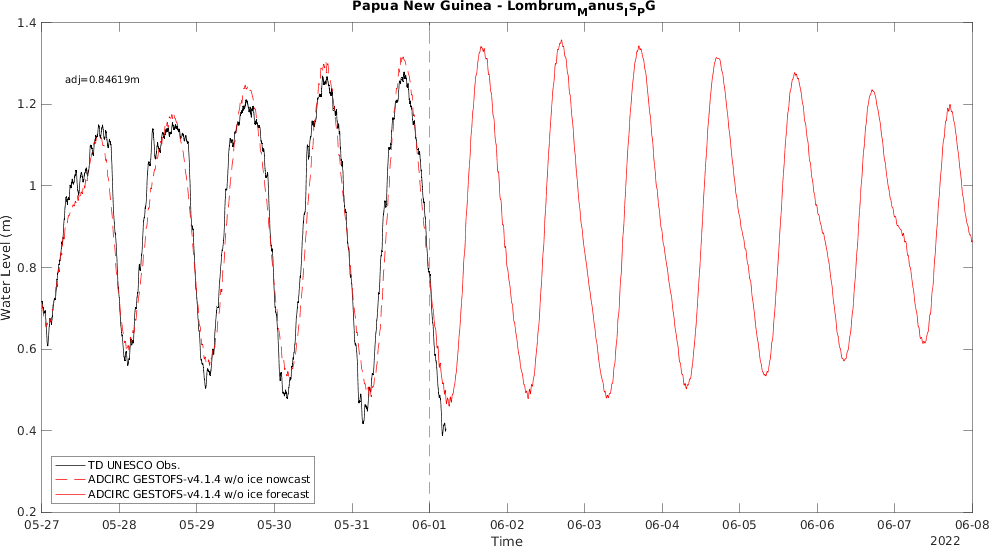 Papua New Guinea - LombrumManusIsPG
1.4
1.2
1
0.8
0.6
0.4
0.2
Water Level (m)
adj=0.84619m
TD UNESCO Obs.
ADCIRC GESTOFS-v4.1.4 w/o ice nowcast
ADCIRC GESTOFS-v4.1.4 w/o ice forecast
05-27 05-28 05-29 05-30 05-31 06-01 06-02 06-03 06-04 06-05 06-06 06-07 06-08
Time
2022